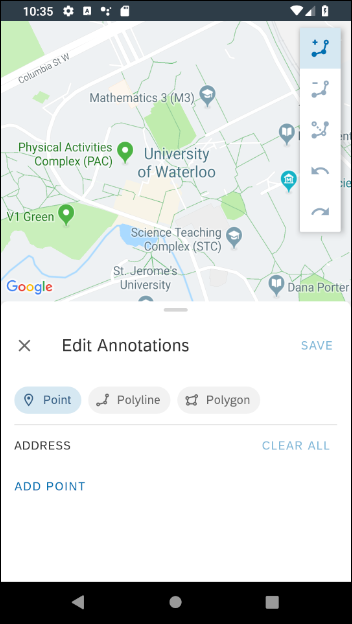 10:35
Columbia St W
Mathematics 3 (M3)
Physical Activities
Complex (PAC)
University
of Waterloo
V1 Green
Science Teaching
Complex (STC)
St. Jerome's
University
Dana Porter
Google
Edit Annotations
SAVE
Point
Polyline
Polygon
ADDRESS
CLEAR ALL
ADD POINT